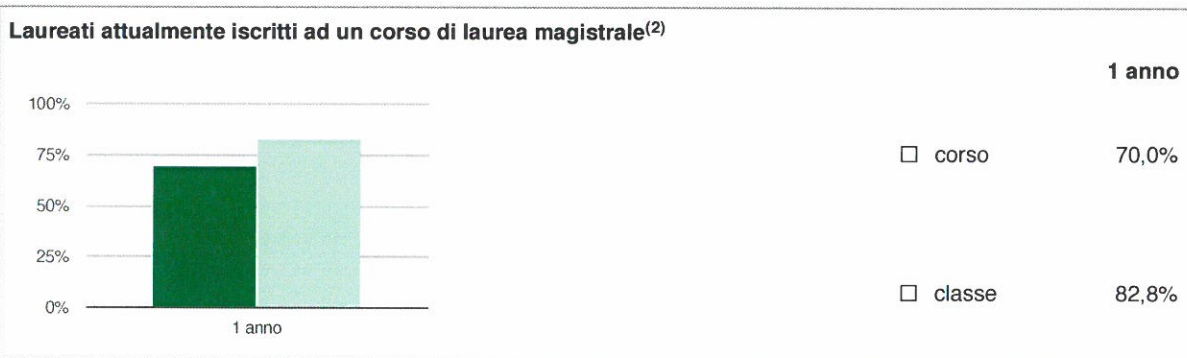 Laureati attualmente iscritti ad un corso di laurea magistrale(2)
1 anno
100%
75%
50%
25%
0%
1 anno
☐ corso 70,0%
☐ classe 82,8%